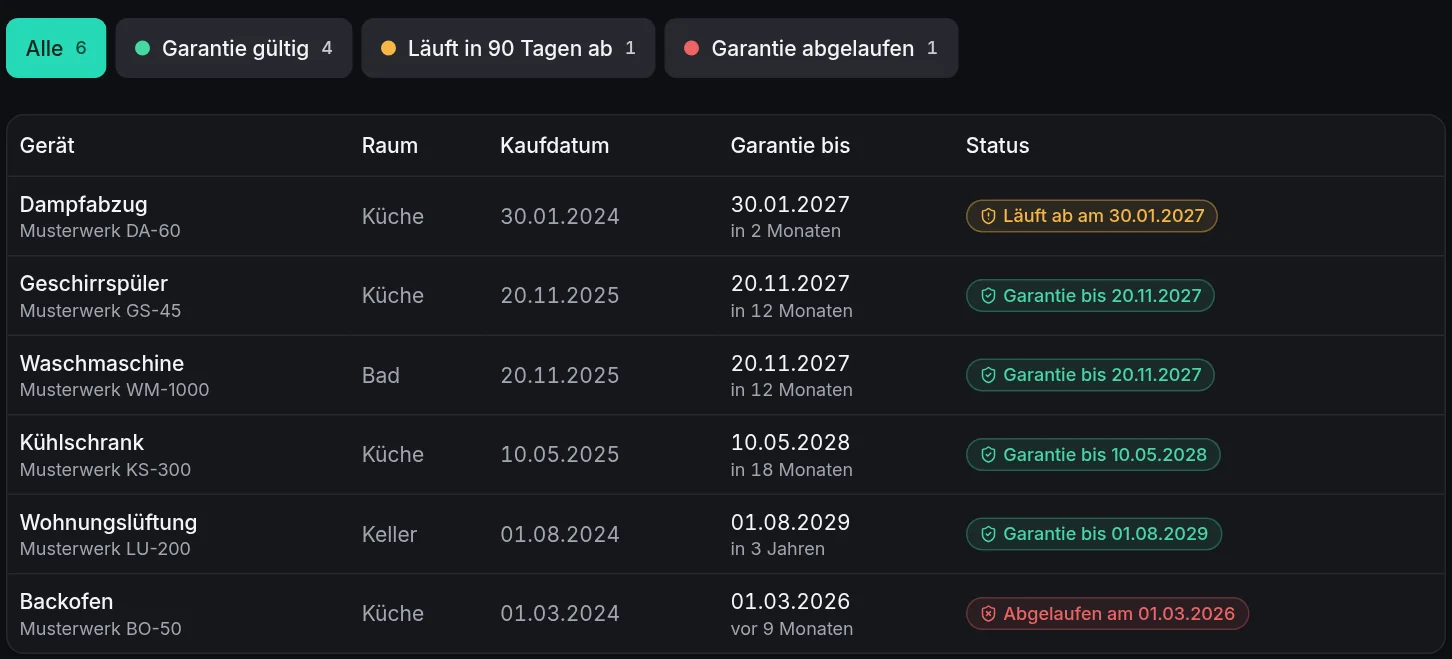 Alle 6 Garantie gültig 4 Läuft in 90 Tagen ab 1 Garantie abgelaufen 1
Gerät Raum Kaufdatum Garantie bis Status
Dampfabzug
Musterwerk DA-60
Küche
30.01.2024
30.01.2027
in 2 Monaten
Läuft ab am 30.01.2027
Geschirrspüler
Musterwerk GS-45
Küche
20.11.2025
20.11.2027
in 12 Monaten
Garantie bis 20.11.2027
Waschmaschine
Musterwerk WM-1000
Bad
20.11.2025
20.11.2027
in 12 Monaten
Garantie bis 20.11.2027
Kühlschrank
Musterwerk KS-300
Küche
10.05.2025
10.05.2028
in 18 Monaten
Garantie bis 10.05.2028
Wohnungslüftung
Musterwerk LU-200
Keller
01.08.2024
01.08.2029
in 3 Jahren
Garantie bis 01.08.2029
Backofen
Musterwerk BO-50
Küche
01.03.2024
01.03.2026
vor 9 Monaten
Abgelaufen am 01.03.2026